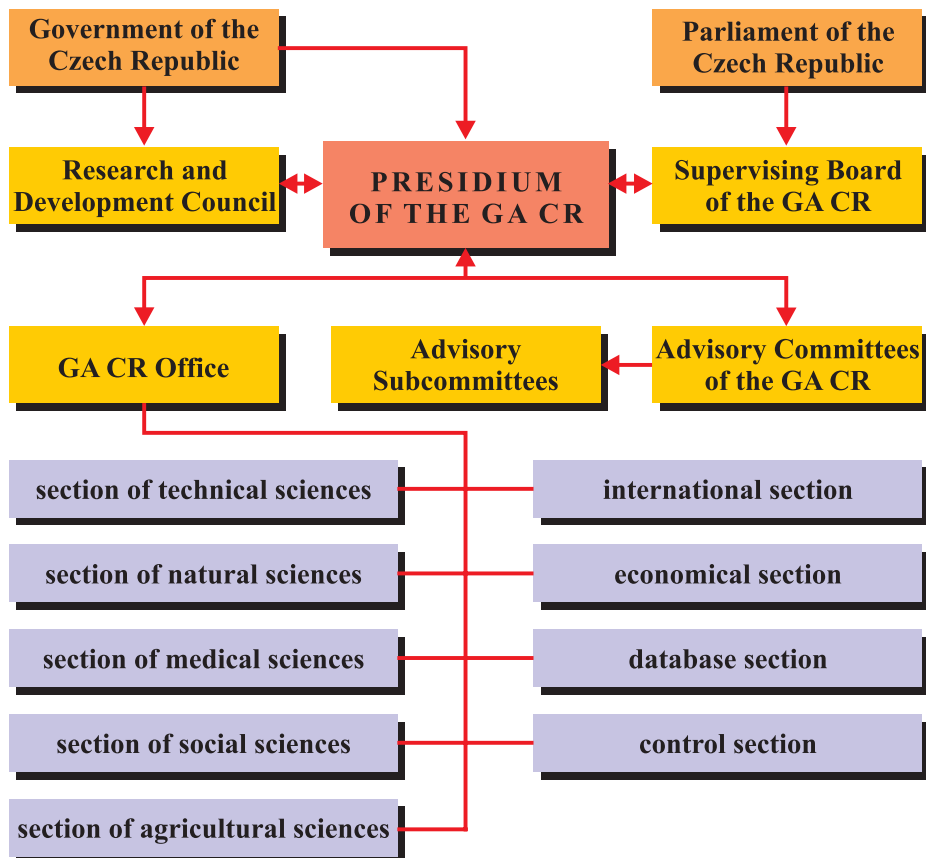 Government of the
Czech Republic
Parliament of the
Czech Republic
Research and
Development Council
PRESIDIUM
OF THE GA CR
Supervising Board
of the GA CR
GA CR Office
Advisory
Subcommittees
Advisory Committees
of the GA CR
section of technical sciences
international section
section of natural sciences
economical section
section of medical sciences
database section
section of social sciences
control section
section of agricultural sciences